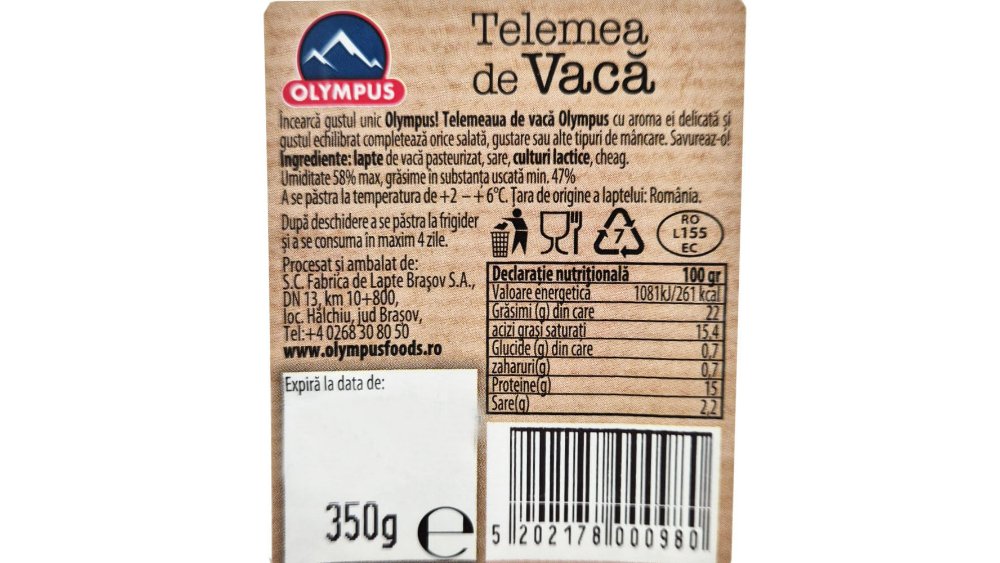 OLYMPUS
Telemea
de Vacă
Încearcă gustul unic Olympus! Telemeaua de vacă Olympus cu aroma ei delicată și
gustul echilibrat completează orice salată, gustare sau alte tipuri de mâncare. Savureaz-o!
Ingrediente: lapte de vacă pasteurizat, sare, culturi lactice, cheag.
Umiditate 58% max, grăsime în substanța uscată min. 47%
A se păstra la temperatura de +2 – +6°C. Țara de origine a laptelui: România.
După deschidere a se păstra la frigider
și a se consuma în maxim 4 zile.
7
RO
L155
EC
Procesat și ambalat de:
S.C. Fabrica de Lapte Brașov S.A.,
DN 13, km 10+800,
loc. Hălchiu, jud Brașov,
Tel:+4 0268 30 80 50
www.olympusfoods.ro
Declarație nutrițională 100 gr
Valoare energetică 1081kJ/261 kcal
Grăsimi (g) din care 22
acizi grași saturați 15,4
Glucide (g) din care 0,7
zaharuri(g) 0,7
Proteine(g) 15
Sare(g) 2,2
Expiră la data de:
350g e
5 202178 000980